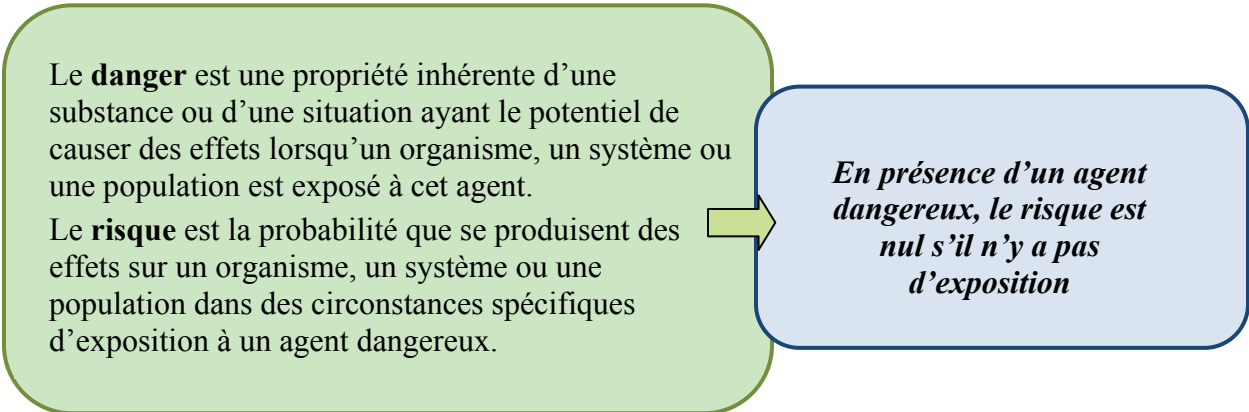 Le danger est une propriété inhérente d’une
substance ou d’une situation ayant le potentiel de
causer des effets lorsqu’un organisme, un système ou
une population est exposé à cet agent.
Le risque est la probabilité que se produisent des
effets sur un organisme, un système ou une
population dans des circonstances spécifiques
d’exposition à un agent dangereux.
En présence d’un agent
dangereux, le risque est
nul s’il n’y a pas
d’exposition